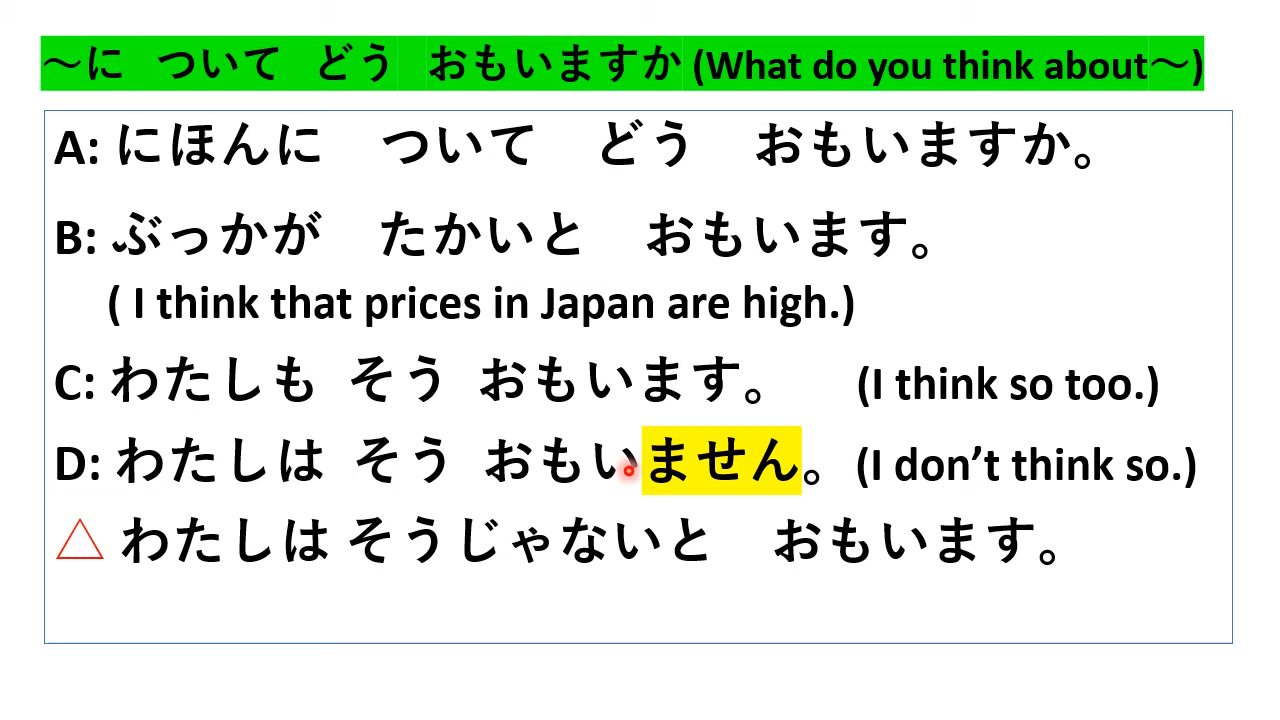 ～に ついて どう おもいますか (What do you think about～)
A: にほんに ついて どう おもいますか。
B: ぶっかが たかいと おもいます。
( I think that prices in Japan are high.)
C: わたしも そう おもいます。 (I think so too.)
D: わたしは そう おもいません。 (I don’t think so.)
△ わたしは そうじゃないと おもいます。